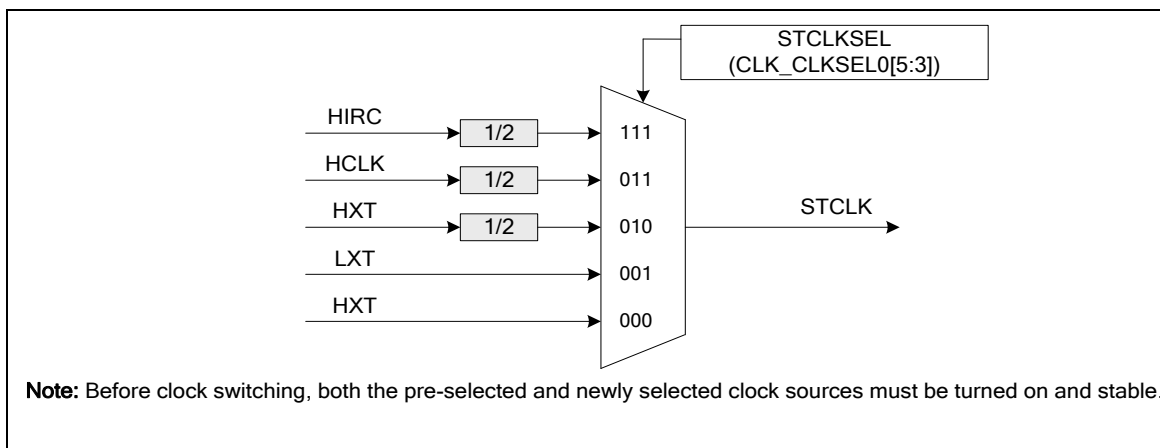 STCLKSEL
(CLK_CLKSEL0[5:3])
HIRC
1/2
111
HCLK
1/2
011
HXT
1/2
010
STCLK
LXT
001
HXT
000
Note: Before clock switching, both the pre-selected and newly selected clock sources must be turned on and stable.